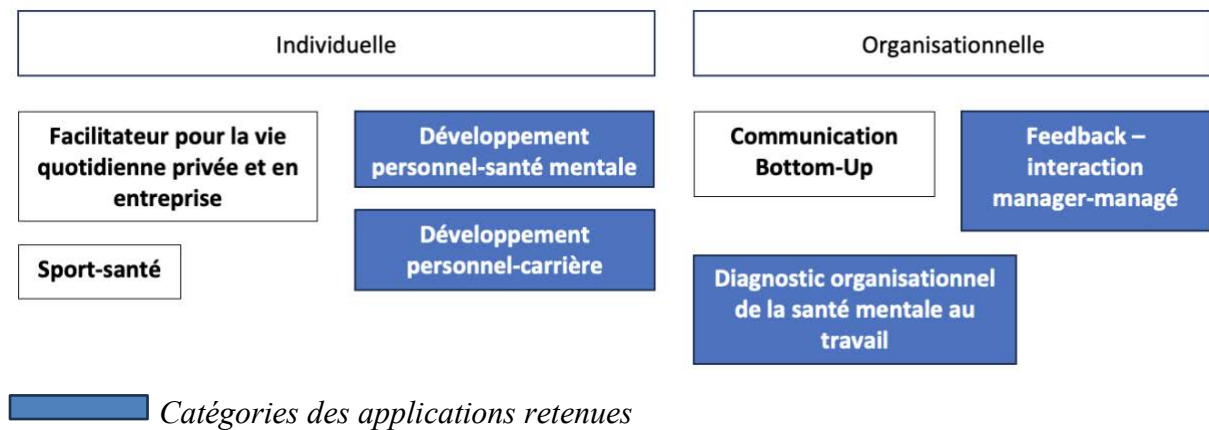 Individuelle
Facilitateur pour la vie
quotidienne privée et en
entreprise
Sport-santé
Développement
personnel-santé mentale
Développement
personnel-carrière
Organisationnelle
Communication
Bottom-Up
Feedback –
interaction
manager-managé
Diagnostic organisationnel
de la santé mentale au
travail
Catégories des applications retenues